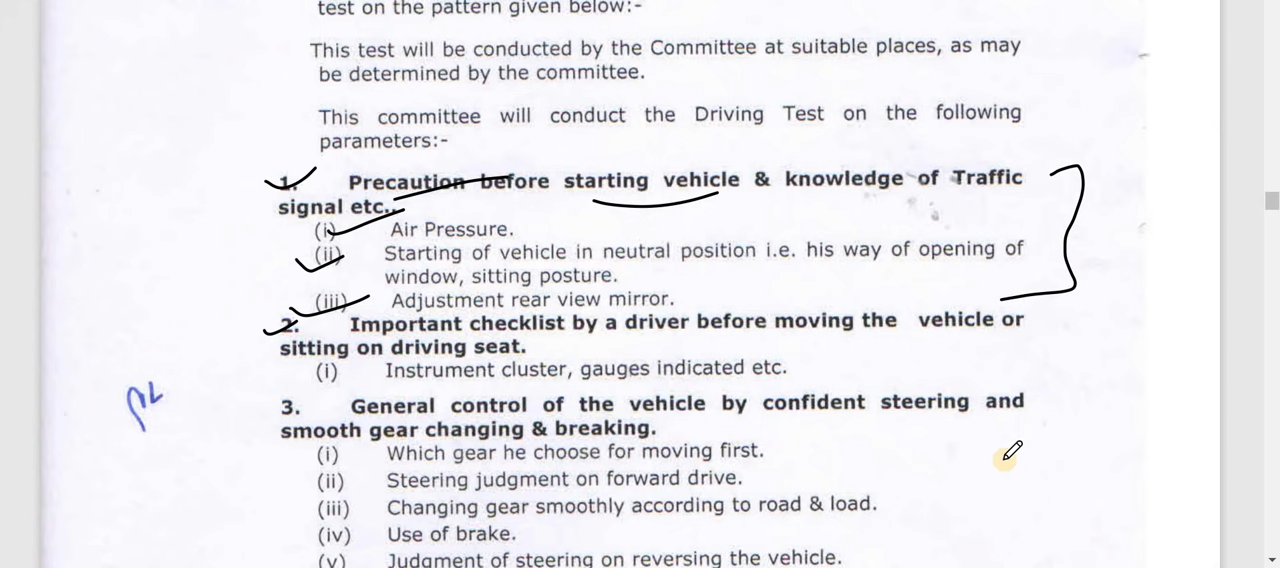 test on the pattern given below:-
This test will be conducted by the Committee at suitable places, as may
be determined by the committee.
This committee will conduct the Driving Test on the following
parameters:-
1. Precaution before starting vehicle & knowledge of Traffic
signal etc..
(i) Air Pressure.
(ii) Starting of vehicle in neutral position i.e. his way of opening of
window, sitting posture.
(iii) Adjustment rear view mirror.
2. Important checklist by a driver before moving the vehicle or
sitting on driving seat.
(i) Instrument cluster, gauges indicated etc.
3. General control of the vehicle by confident steering and
smooth gear changing & breaking.
(i) Which gear he choose for moving first.
(ii) Steering judgment on forward drive.
(iii) Changing gear smoothly according to road & load.
(iv) Use of brake.
(v) Judgment of steering on reversing the vehicle.